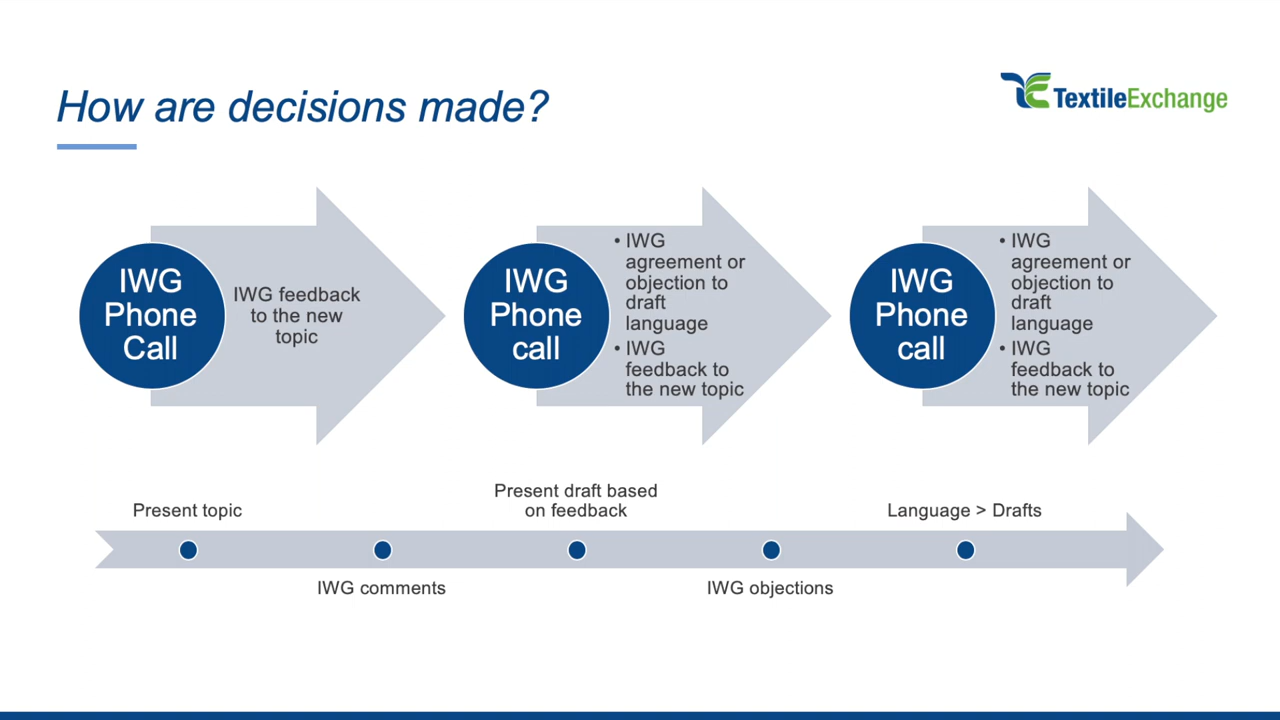 How are decisions made?
TextileExchange
IWG
Phone
Call
IWG feedback
to the new
topic
IWG
Phone
call
• IWG
agreement or
objection to
draft
language
• IWG
feedback to
the new topic
IWG
Phone
call
• IWG
agreement or
objection to
draft
language
• IWG
feedback to
the new topic
Present topic
IWG comments
Present draft based
on feedback
IWG objections
Language > Drafts